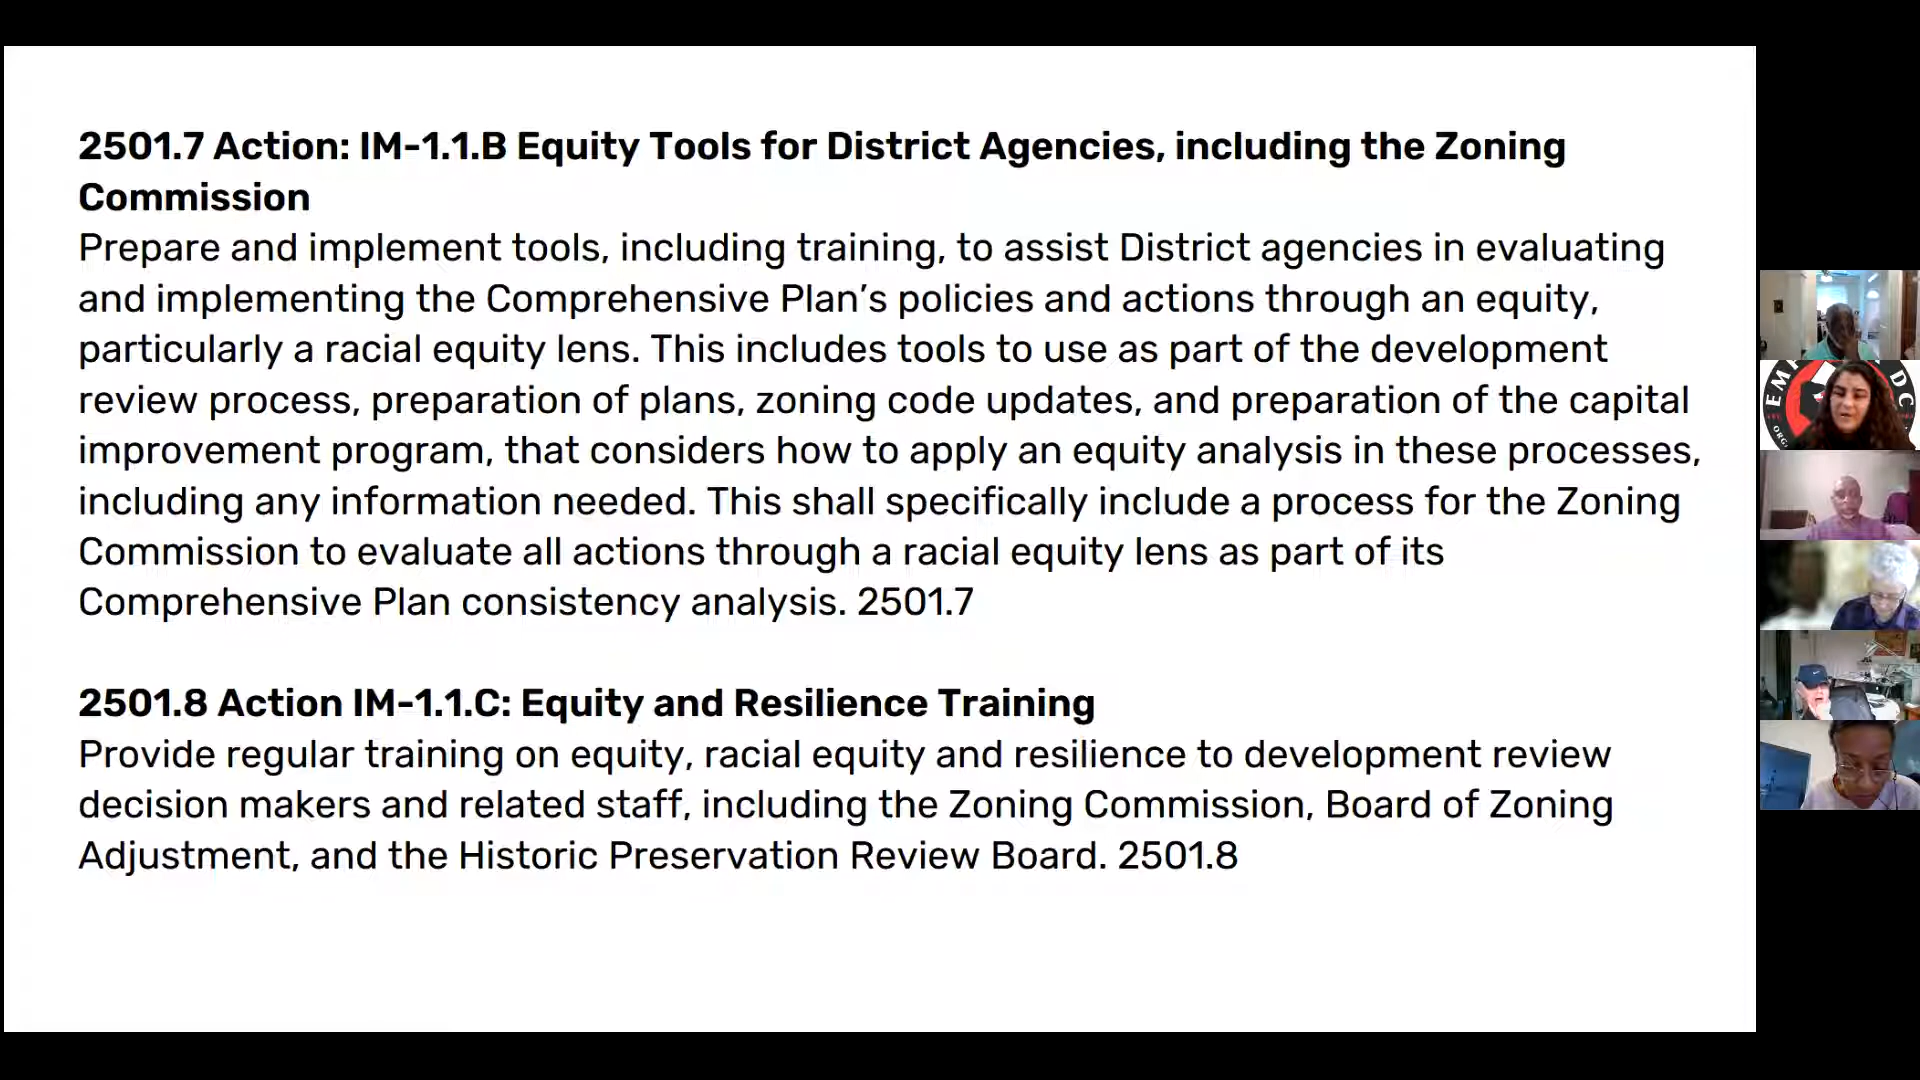 2501.7 Action: IM-1.1.B Equity Tools for District Agencies, including the Zoning
Commission
Prepare and implement tools, including training, to assist District agencies in evaluating
and implementing the Comprehensive Plan’s policies and actions through an equity,
particularly a racial equity lens. This includes tools to use as part of the development
review process, preparation of plans, zoning code updates, and preparation of the capital
improvement program, that considers how to apply an equity analysis in these processes,
including any information needed. This shall specifically include a process for the Zoning
Commission to evaluate all actions through a racial equity lens as part of its
Comprehensive Plan consistency analysis. 2501.7
2501.8 Action IM-1.1.C: Equity and Resilience Training
Provide regular training on equity, racial equity and resilience to development review
decision makers and related staff, including the Zoning Commission, Board of Zoning
Adjustment, and the Historic Preservation Review Board. 2501.8
DC